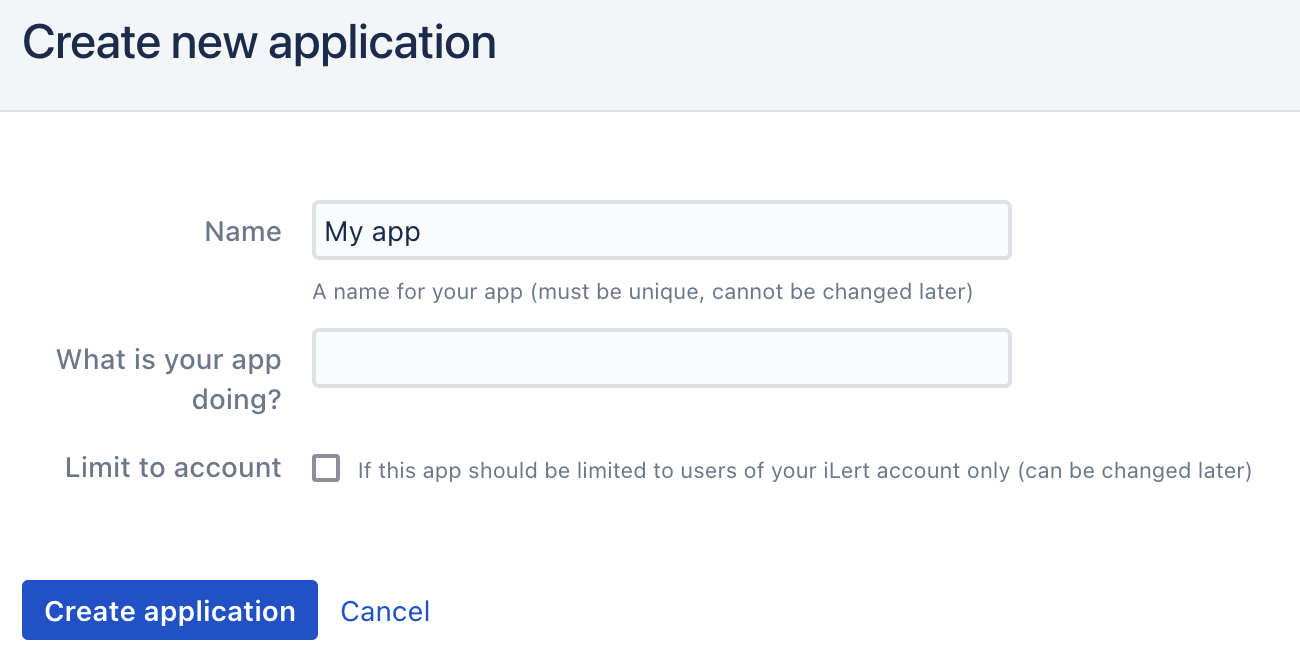 Create new application
Name
My app
A name for your app (must be unique, cannot be changed later)
What is your app
doing?
Limit to account
If this app should be limited to users of your iLert account only (can be changed later)
Create application
Cancel